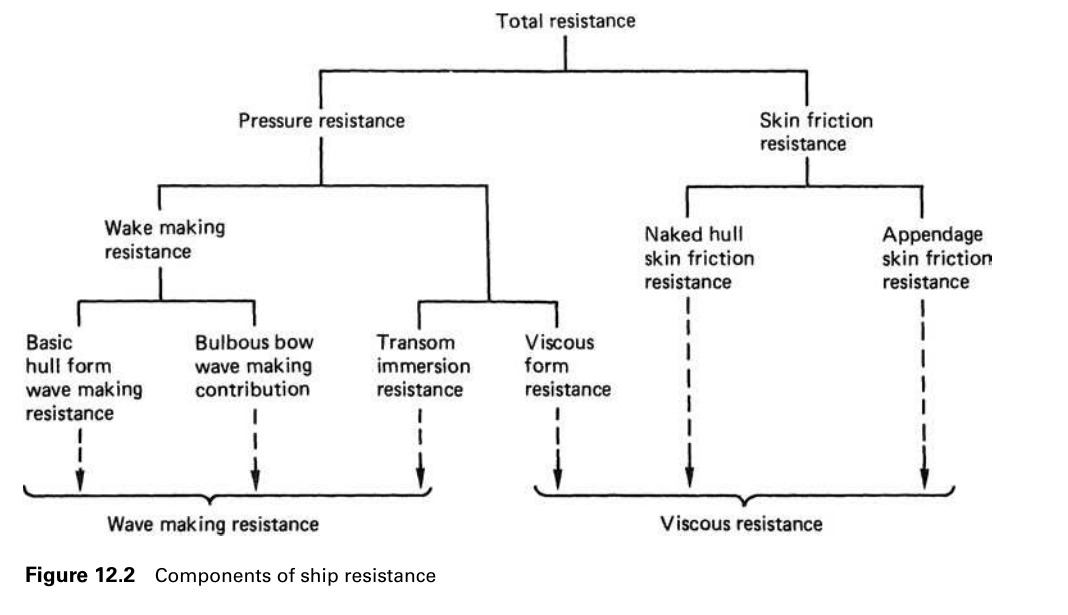 Total resistance
Pressure resistance
Skin friction
resistance
Wake making
resistance
Naked hull
skin friction
resistance
Appendage
skin friction
resistance
Basic
hull form
wave making
resistance
Bulbous bow
wave making
contribution
Transom
immersion
resistance
Viscous
form
resistance
Wave making resistance
Viscous resistance
Figure 12.2 Components of ship resistance